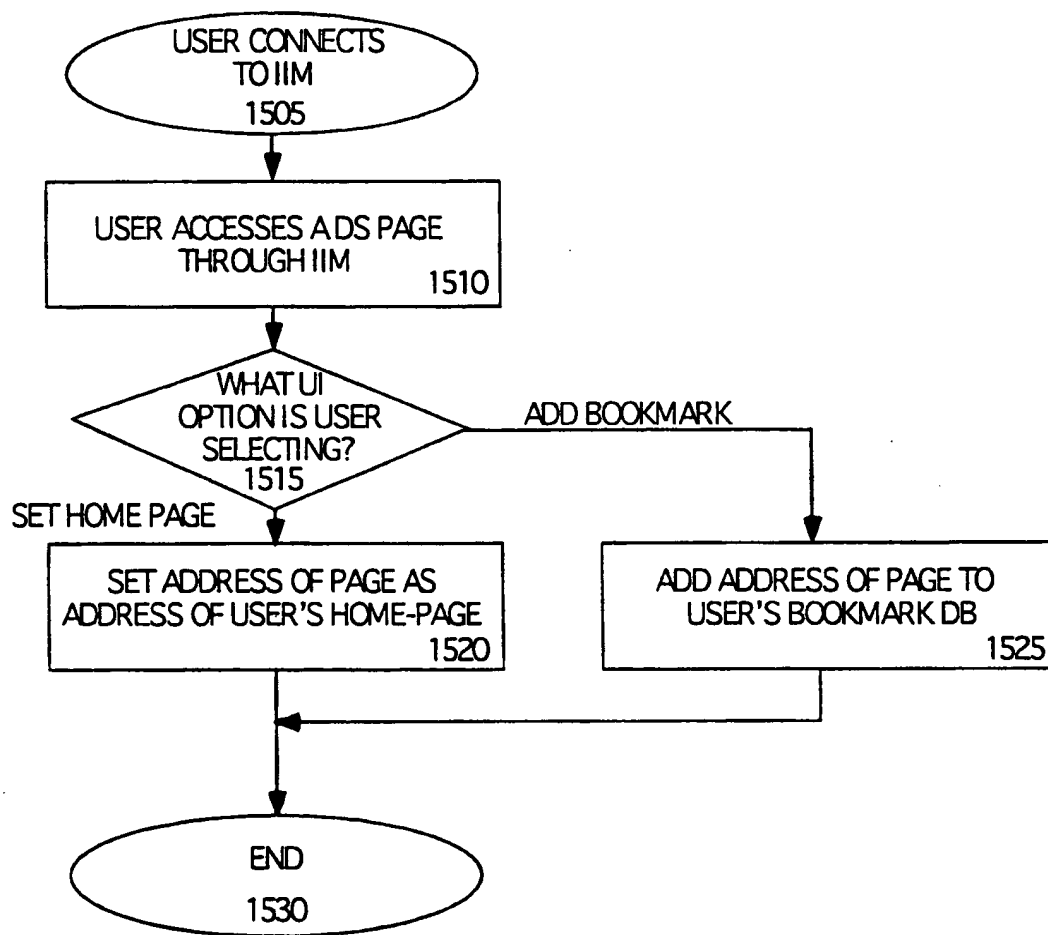 USER CONNECTS
TO IIM
1505
USER ACCESSES A DS PAGE
THROUGH IIM
1510
WHAT UI
OPTION IS USER
SELECTING?
1515
ADD BOOKMARK
SET HOME PAGE
SET ADDRESS OF PAGE AS
ADDRESS OF USER'S HOME-PAGE
1520
ADD ADDRESS OF PAGE TO
USER'S BOOKMARK DB
1525
END
1530